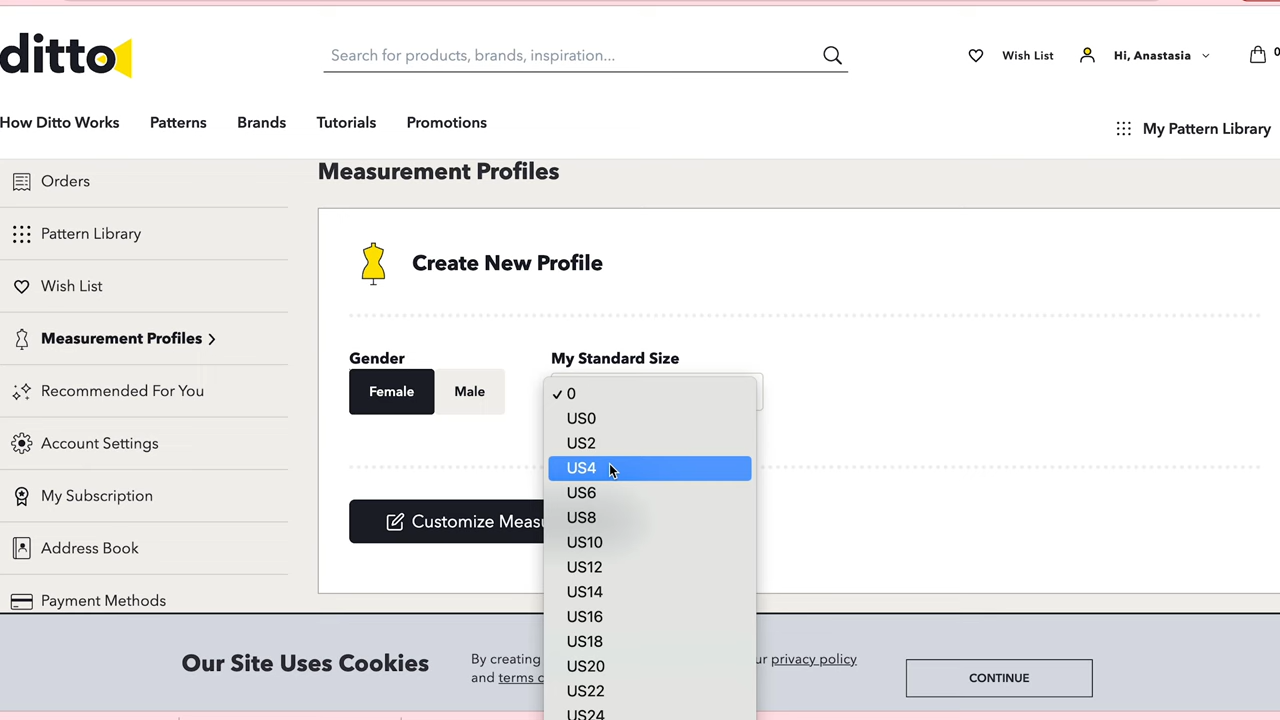 ditto
Search for products, brands, inspiration...
Wish List
Hi, Anastasia
0
How Ditto Works
Patterns
Brands
Tutorials
Promotions
My Pattern Library
Orders
Pattern Library
Wish List
Measurement Profiles
Recommended For You
Account Settings
My Subscription
Address Book
Payment Methods
Measurement Profiles
Create New Profile
Gender
Female
Male
My Standard Size
0
US0
US2
US4
US6
US8
US10
US12
US14
US16
US18
US20
US22
US24
Customize Measu
Our Site Uses Cookies
By creating
ur privacy policy
and terms
CONTINUE